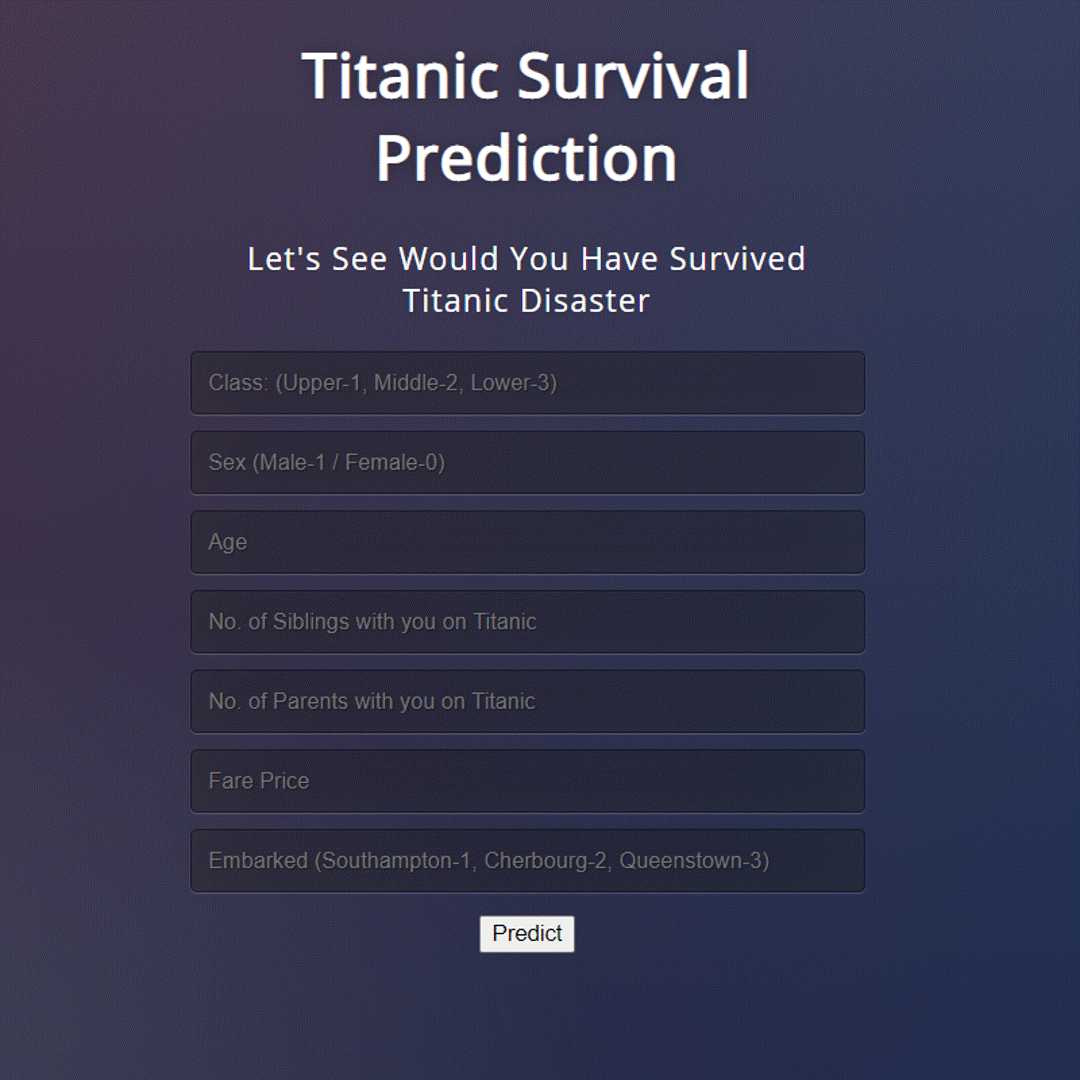 Titanic Survival
Prediction
Let's See Would You Have Survived
Titanic Disaster
Class: (Upper-1, Middle-2, Lower-3)
Sex (Male-1 / Female-0)
Age
No. of Siblings with you on Titanic
No. of Parents with you on Titanic
Fare Price
Embarked (Southampton-1, Cherbourg-2, Queenstown-3)
Predict